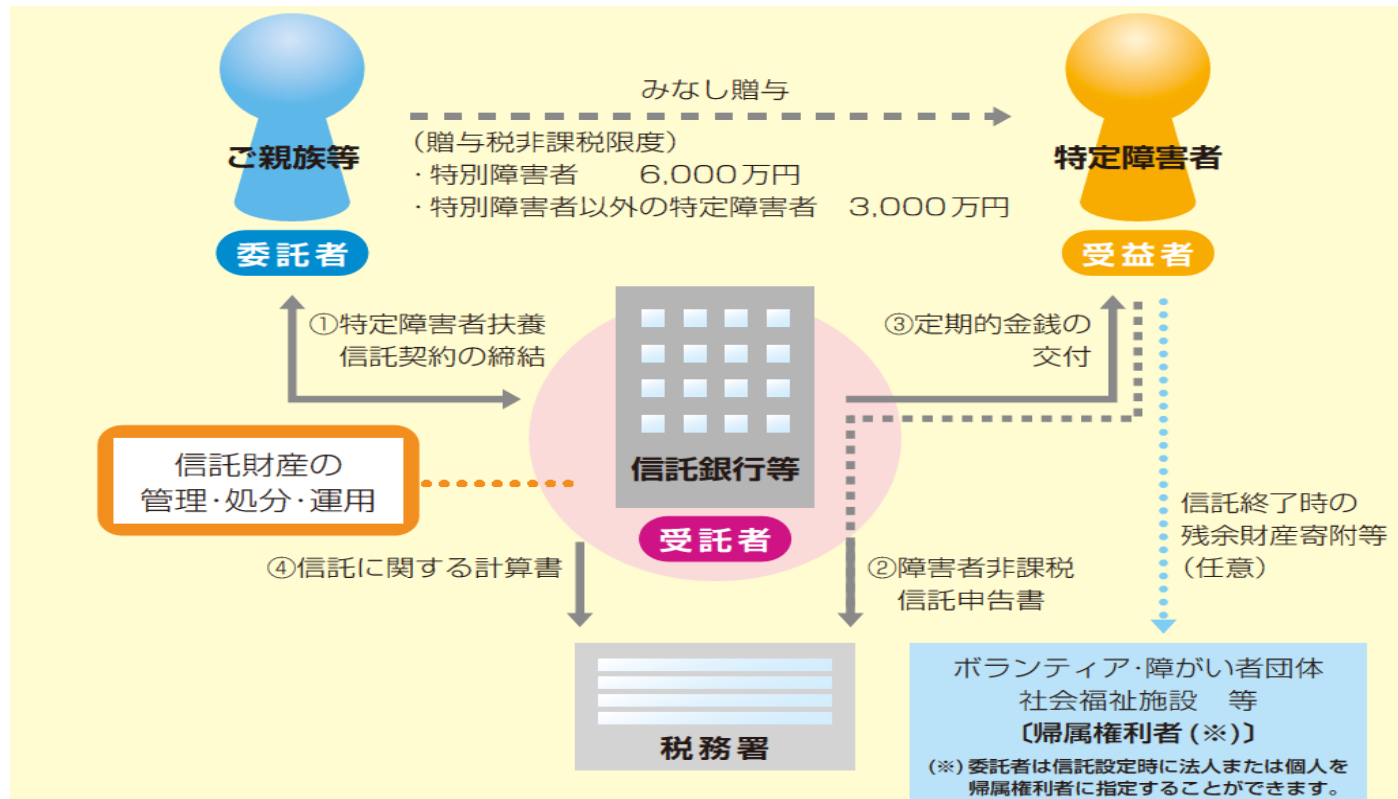 みなし贈与
(贈与税非課税限度)
・特別障害者　6,000万円
・特別障害者以外の特定障害者　3,000万円
ご親族等
委託者
特定障害者
受益者
①特定障害者扶養
信託契約の締結
③定期的金銭の
交付
信託銀行等
受託者
信託財産の
管理・処分・運用
④信託に関する計算書
②障害者非課税
信託申告書
信託終了時の
残余財産寄附等
(任意)
税務署
ボランティア・障がい者団体
社会福祉施設　等
〔帰属権利者(※)〕
(※)委託者は信託設定時に法人または個人を
帰属権利者に指定することができます。